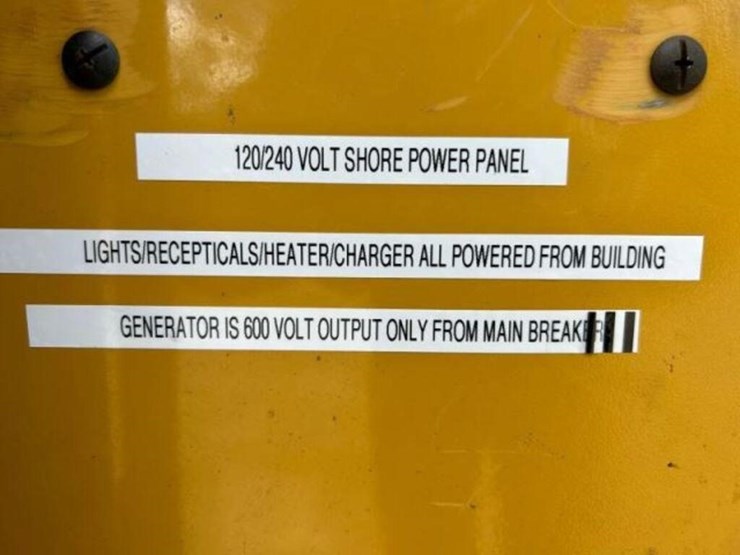 120/240 VOLT SHORE POWER PANEL
LIGHTS/RECEPTICALS/HEATER/CHARGER ALL POWERED FROM BUILDING
GENERATOR IS 600 VOLT OUTPUT ONLY FROM MAIN BREAKERS